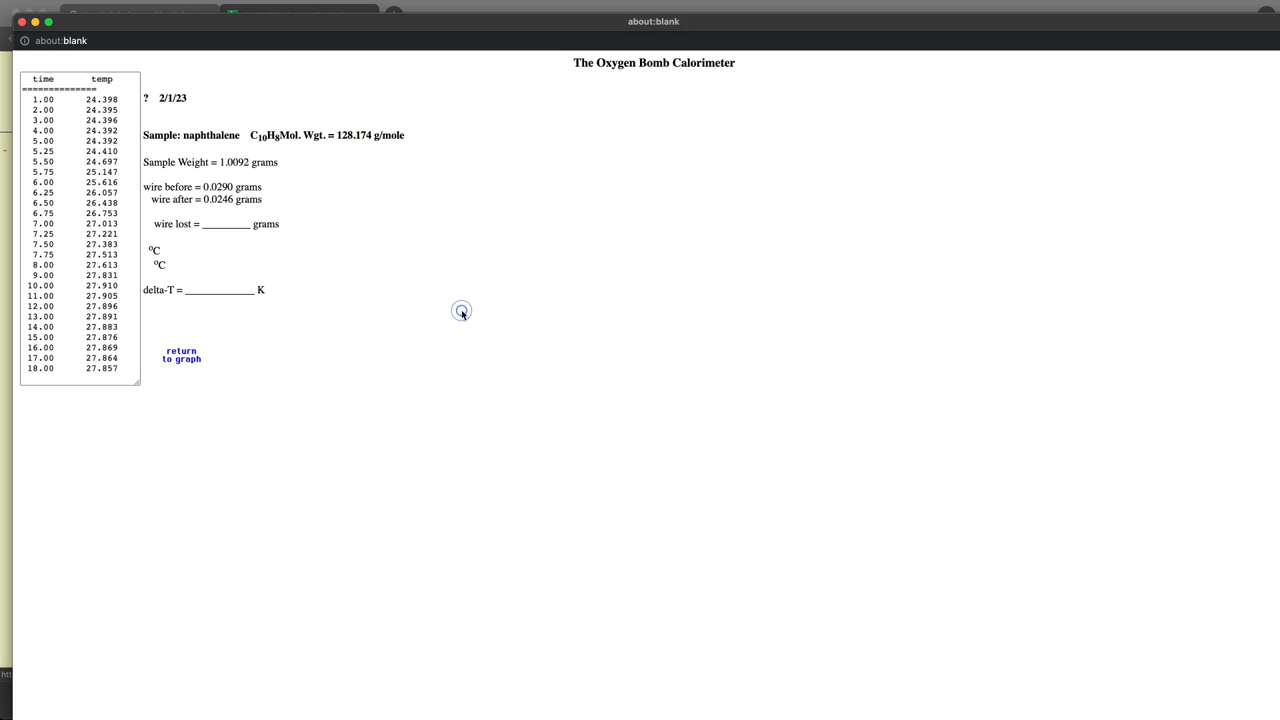 about:blank
about:blank
The Oxygen Bomb Calorimeter
time temp
==============
1.00 24.398
2.00 24.395
3.00 24.396
4.00 24.392
5.00 24.392
5.25 24.410
5.50 24.697
5.75 25.147
6.00 25.616
6.25 26.057
6.50 26.438
6.75 26.753
7.00 27.013
7.25 27.221
7.50 27.383
7.75 27.513
8.00 27.613
9.00 27.831
10.00 27.910
11.00 27.905
12.00 27.896
13.00 27.891
14.00 27.883
15.00 27.876
16.00 27.869
17.00 27.864
18.00 27.857
? 2/1/23
Sample: naphthalene C10H8Mol. Wgt. = 128.174 g/mole
Sample Weight = 1.0092 grams
wire before = 0.0290 grams
wire after = 0.0246 grams
wire lost = _________ grams
oC
oC
delta-T = _____________ K
return
to graph
htt